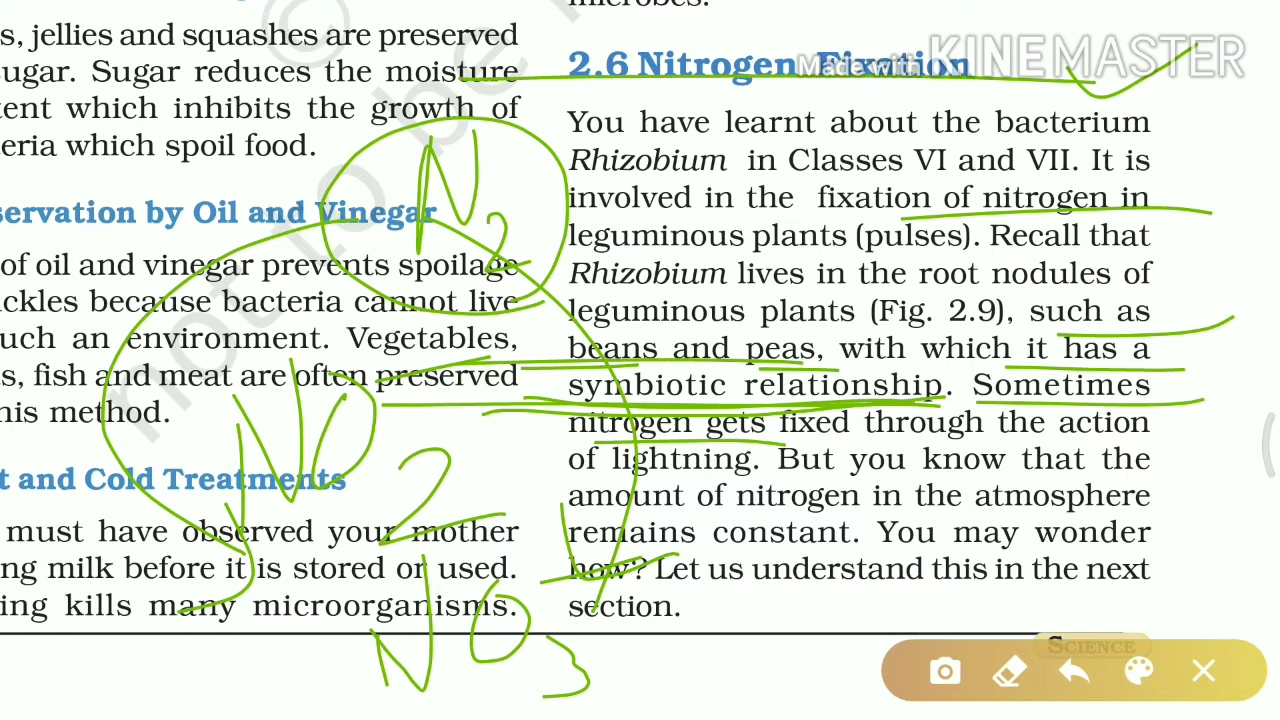 microbes.
s, jellies and squashes are preserved
sugar. Sugar reduces the moisture
tent which inhibits the growth of
teria which spoil food.
servation by Oil and Vinegar
of oil and vinegar prevents spoilage
ckles because bacteria cannot live
uch an environment. Vegetables,
s, fish and meat are often preserved
his method.
t and Cold Treatments
must have observed your mother
ing milk before it is stored or used.
ing kills many microorganisms.
2.6 Nitrogen Fixation
Made with KINEMASTER
You have learnt about the bacterium
Rhizobium in Classes VI and VII. It is
involved in the fixation of nitrogen in
leguminous plants (pulses). Recall that
Rhizobium lives in the root nodules of
leguminous plants (Fig. 2.9), such as
beans and peas, with which it has a
symbiotic relationship. Sometimes
nitrogen gets fixed through the action
of lightning. But you know that the
amount of nitrogen in the atmosphere
remains constant. You may wonder
how? Let us understand this in the next
section.
SCIENCE
© not to be r
N2
NO2
NO3